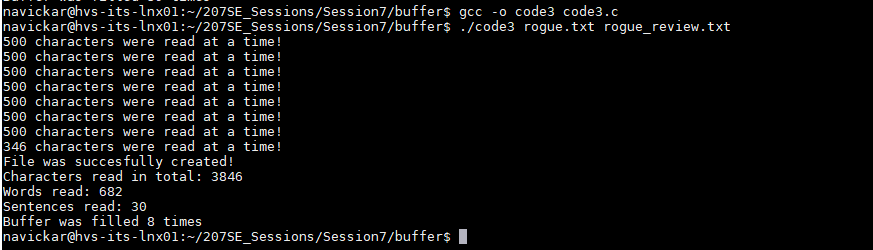 navickar@hvs-its-lnx01:~/207SE_Sessions/Session7/buffer$ gcc -o code3 code3.c
navickar@hvs-its-lnx01:~/207SE_Sessions/Session7/buffer$ ./code3 rogue.txt rogue_review.txt
500 characters were read at a time!
500 characters were read at a time!
500 characters were read at a time!
500 characters were read at a time!
500 characters were read at a time!
500 characters were read at a time!
500 characters were read at a time!
346 characters were read at a time!
File was succesfully created!
Characters read in total: 3846
Words read: 682
Sentences read: 30
Buffer was filled 8 times
navickar@hvs-its-lnx01:~/207SE_Sessions/Session7/buffer$